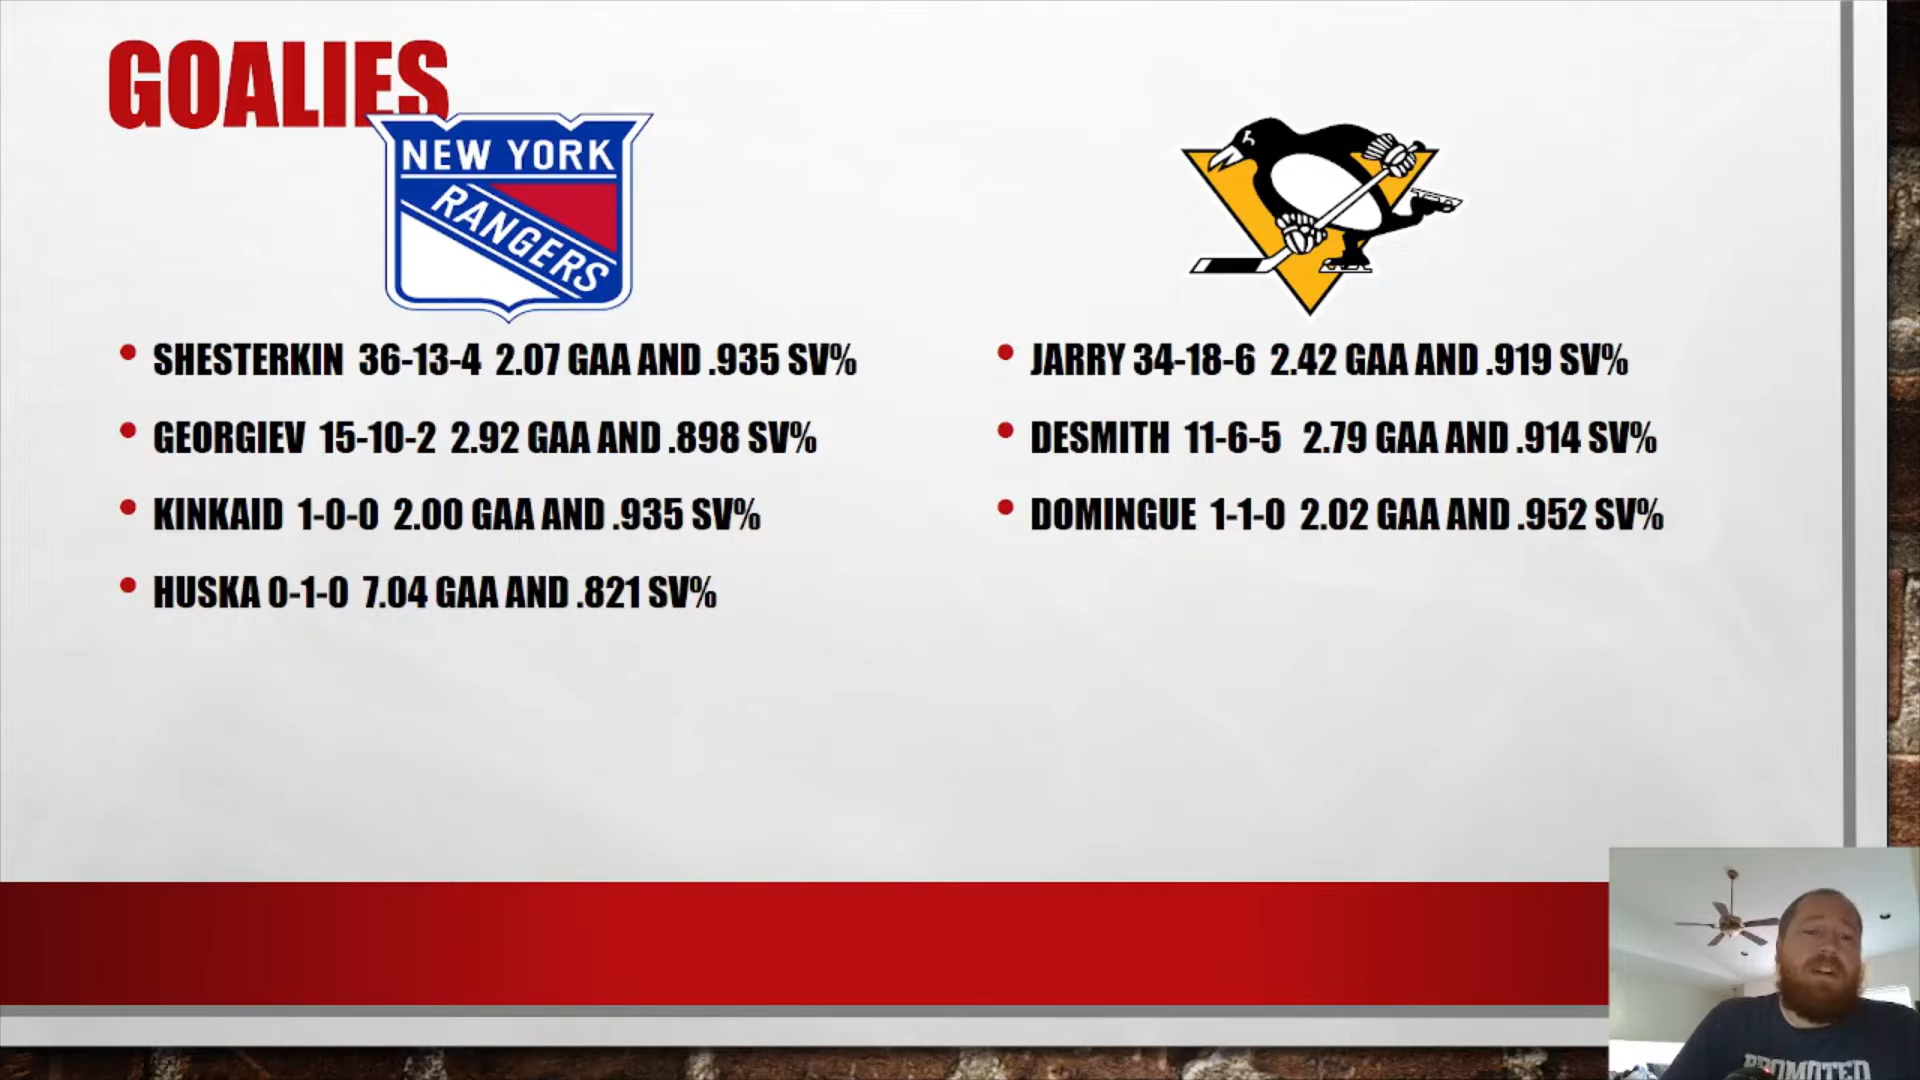 GOALIES
NEW YORK
RANGERS
• SHESTERKIN 36-13-4 2.07 GAA AND .935 SV%
• GEORGIEV 15-10-2 2.92 GAA AND .898 SV%
• KINKAID 1-0-0 2.00 GAA AND .935 SV%
• HUSKA 0-1-0 7.04 GAA AND .821 SV%
• JARRY 34-18-6 2.42 GAA AND .919 SV%
• DESMITH 11-6-5 2.79 GAA AND .914 SV%
• DOMINGUE 1-1-0 2.02 GAA AND .952 SV%
PROMOTED